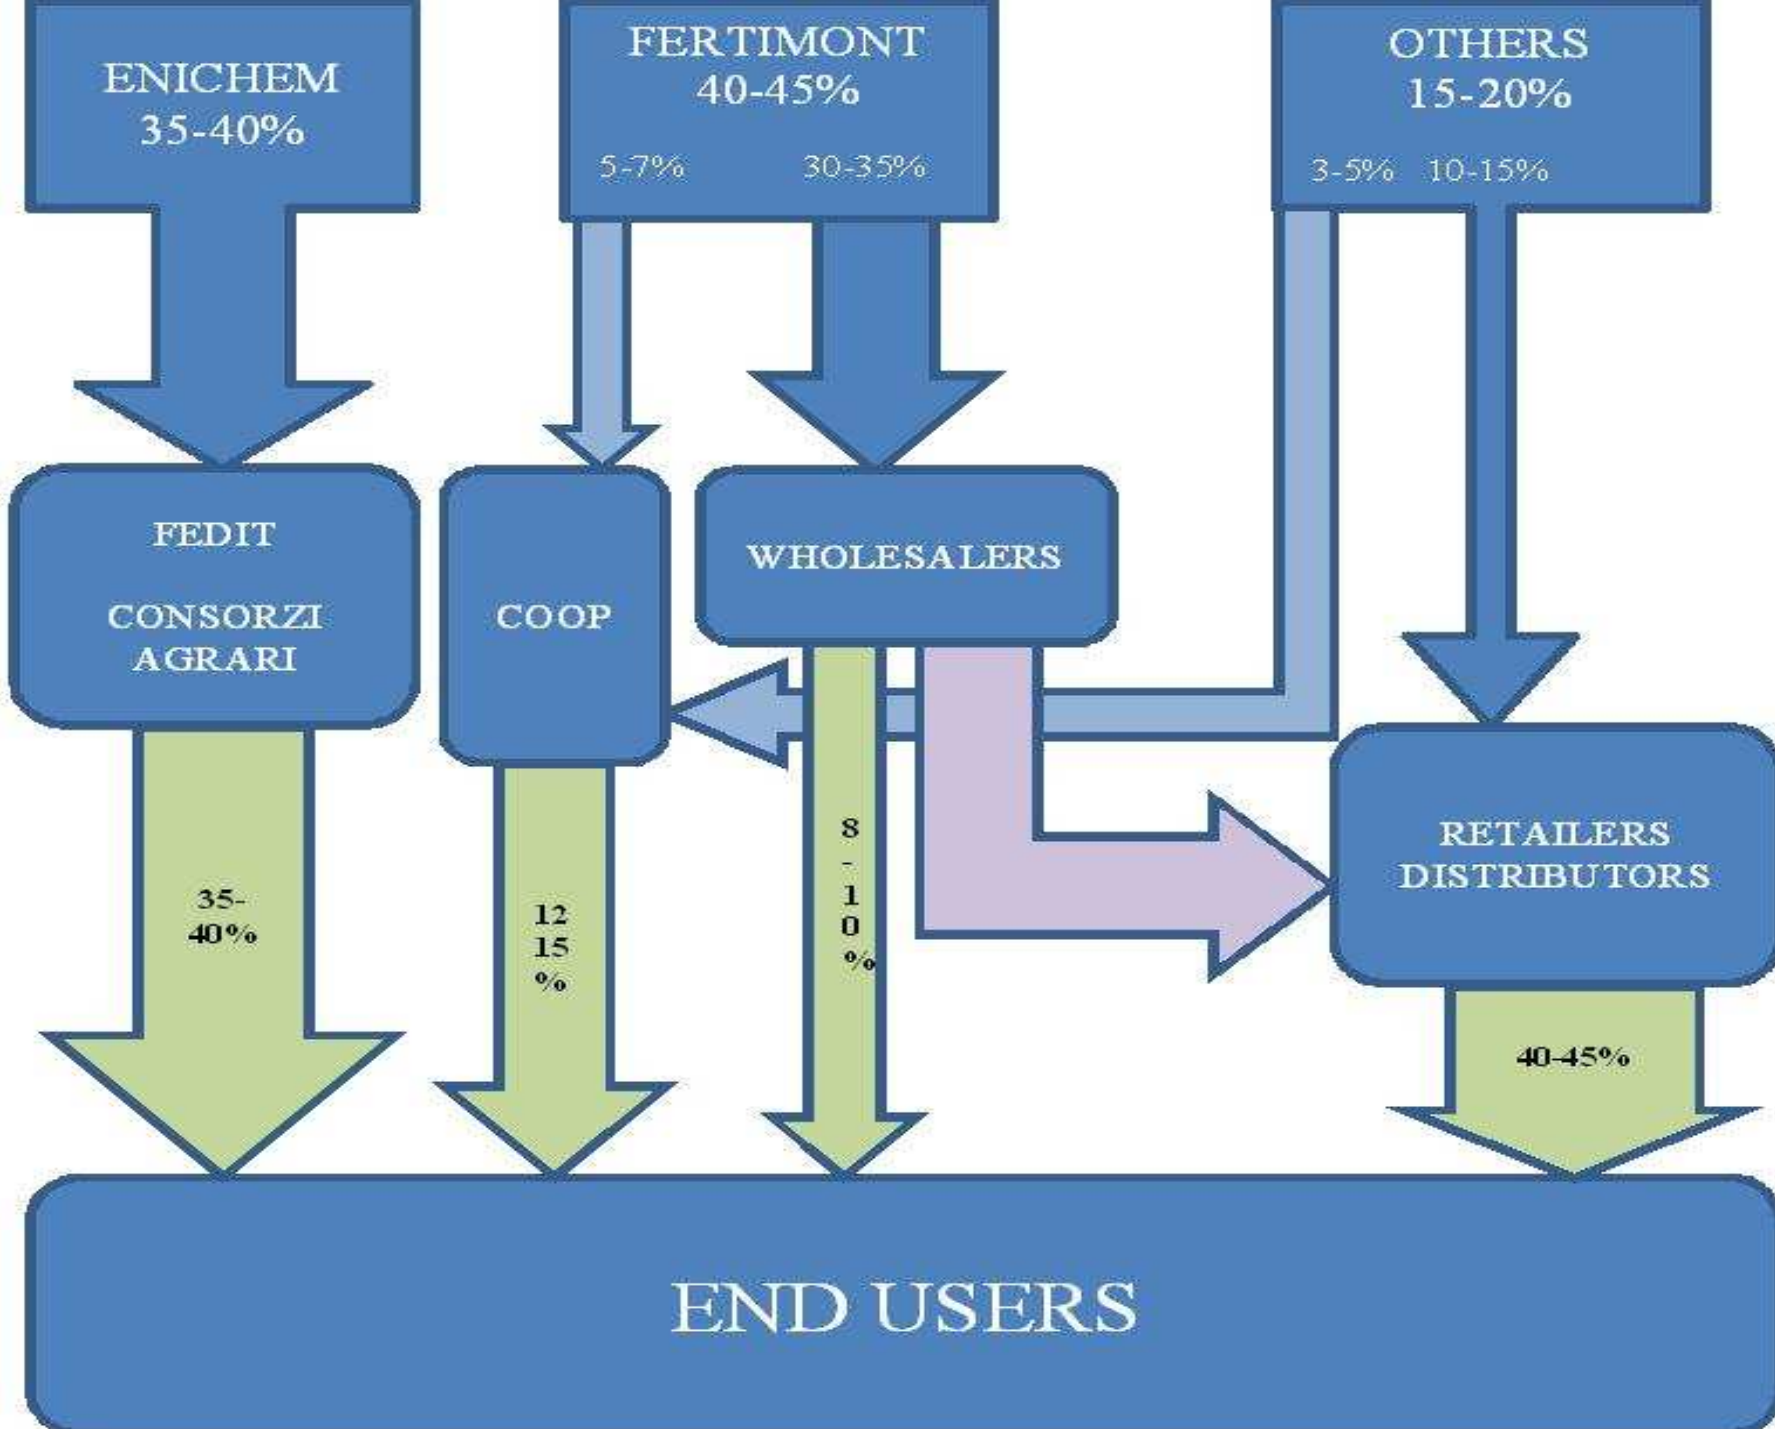 ENICHEM
35-40%
FERTIMONT
40-45%
5-7% 30-35%
OTHERS
15-20%
3-5% 10-15%
FEDIT
CONSORZI
AGRARI
COOP
WHOLESALERS
RETAILERS
DISTRIBUTORS
35-
40%
12
15
%
8
-
1
0
%
40-45%
END USERS